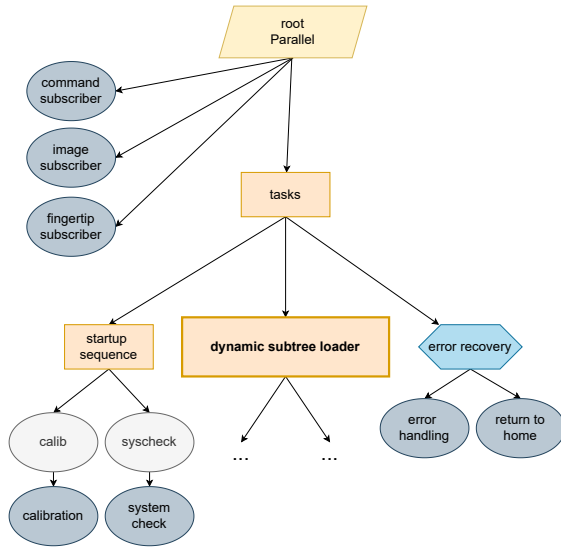 root
Parallel
command
subscriber
image
subscriber
fingertip
subscriber
tasks
startup
sequence
dynamic subtree loader
error recovery
calib
syscheck
...
...
error
handling
return to
home
calibration
system
check